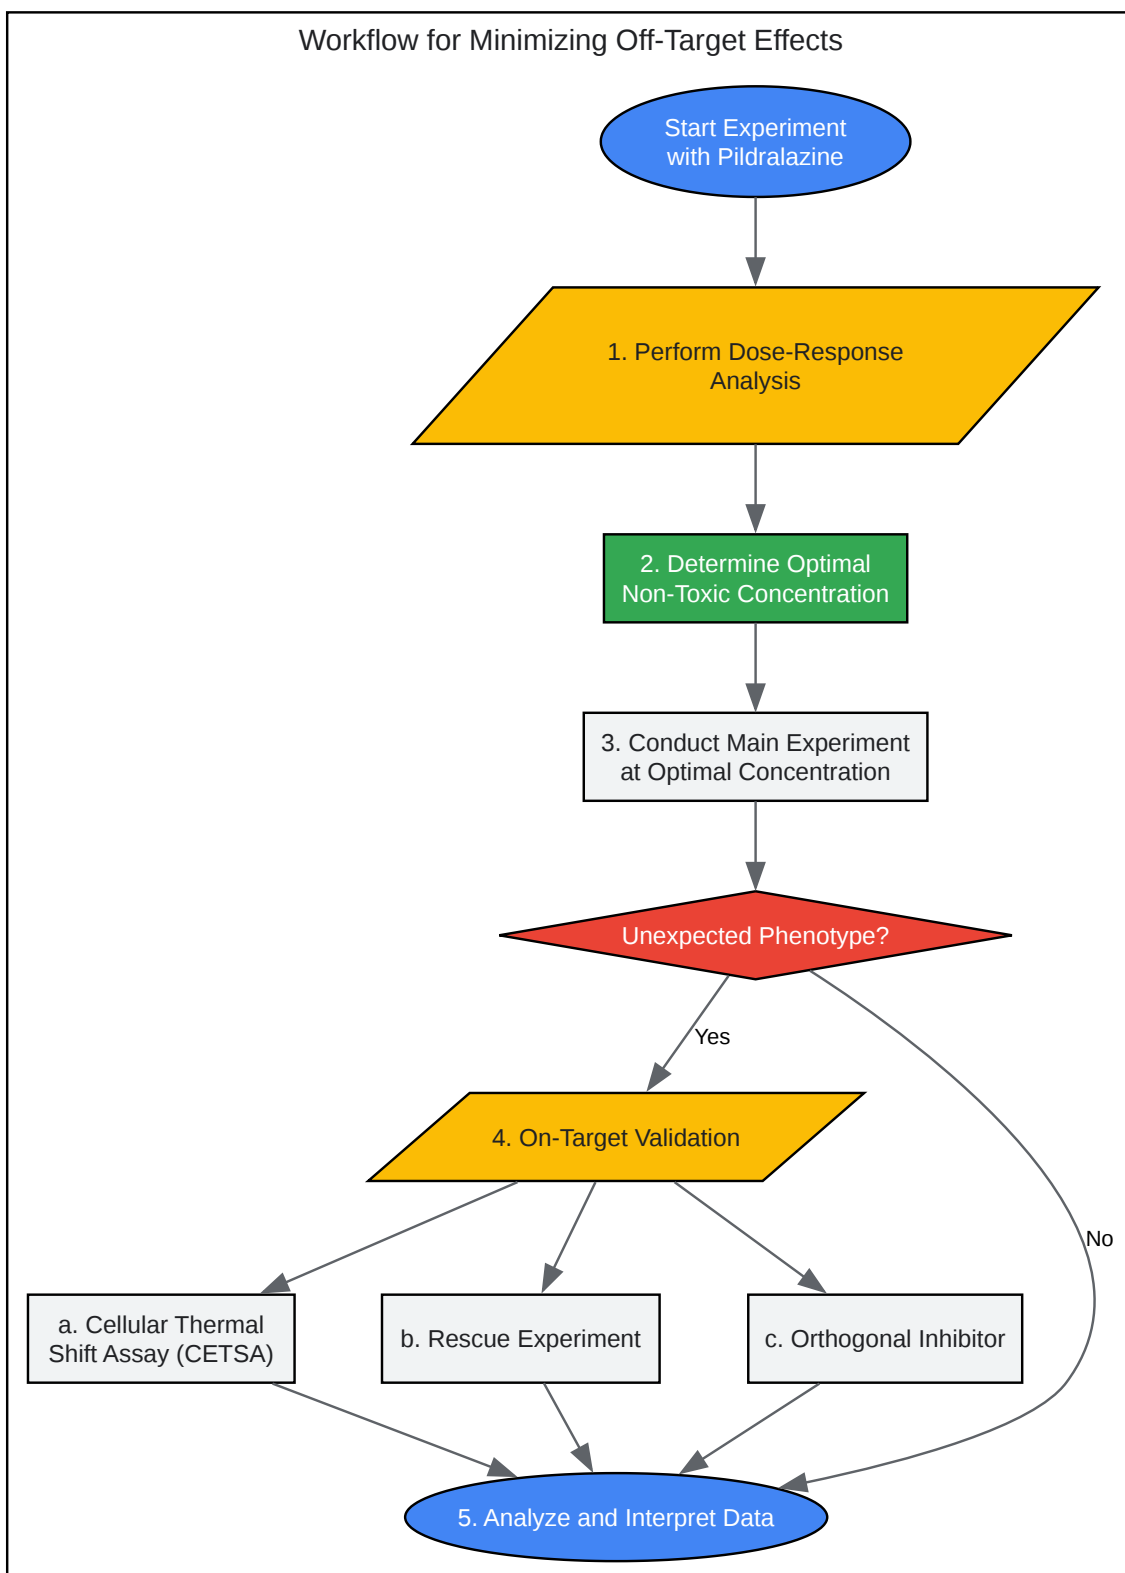 Workflow for Minimizing Off-Target Effects
Start Experiment
with Pildralazine
1. Perform Dose-Response
Analysis
2. Determine Optimal
Non-Toxic Concentration
3. Conduct Main Experiment
at Optimal Concentration
Unexpected Phenotype?
Yes
4. On-Target Validation
No
a. Cellular Thermal
Shift Assay (CETSA)
b. Rescue Experiment
c. Orthogonal Inhibitor
5. Analyze and Interpret Data